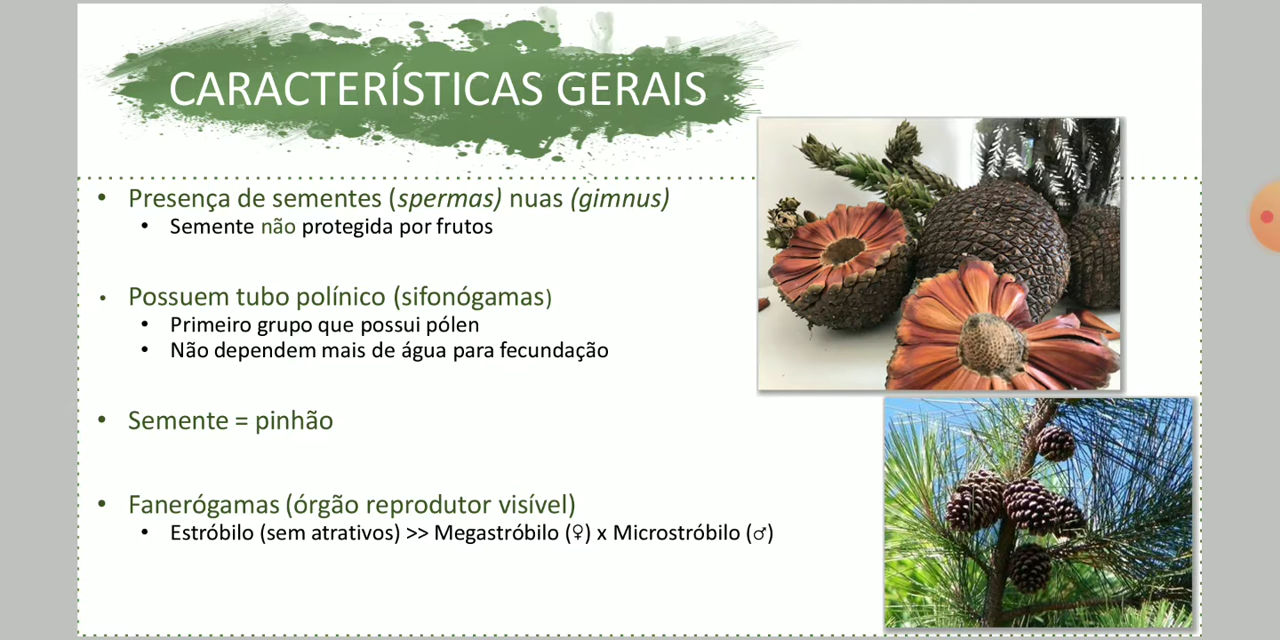 CARACTERÍSTICAS GERAIS
• Presença de sementes (spermas) nuas (gimnus)
• Semente não protegida por frutos
• Possuem tubo polínico (sifonógamas)
• Primeiro grupo que possui pólen
• Não dependem mais de água para fecundação
• Semente = pinhão
• Fanerógamas (órgão reprodutor visível)
• Estróbilo (sem atrativos) >> Megastróbilo (♀) x Microstróbilo (♂)